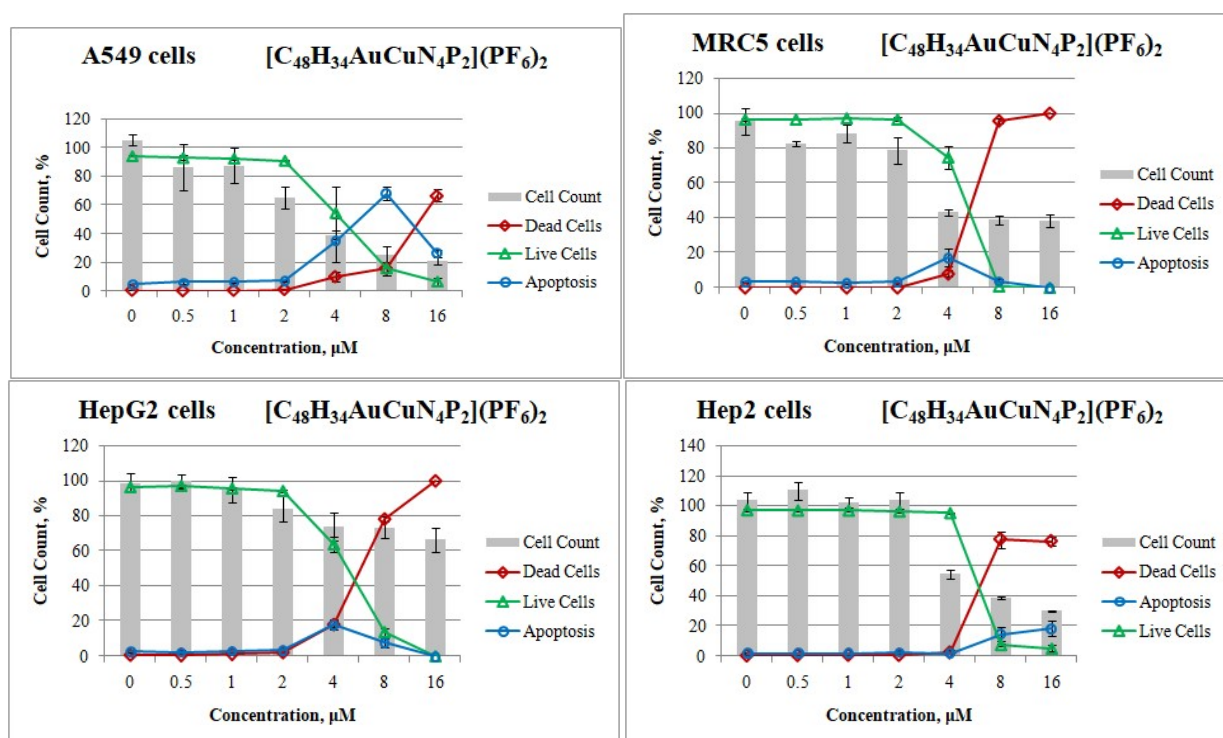 A549 cells [C₄₈H₃₄AuCuN₄P₂](PF₆)₂
120
100
80
60
40
20
0
Cell Count, %
0 0.5 1 2 4 8 16
Concentration, µM
Cell Count
Dead Cells
Live Cells
Apoptosis
MRC5 cells [C₄₈H₃₄AuCuN₄P₂](PF₆)₂
120
100
80
60
40
20
0
Cell Count, %
0 0.5 1 2 4 8 16
Concentration, µM
Cell Count
Dead Cells
Live Cells
Apoptosis
HepG2 cells [C₄₈H₃₄AuCuN₄P₂](PF₆)₂
120
100
80
60
40
20
0
Cell Count, %
0 0.5 1 2 4 8 16
Concentration, µM
Cell Count
Dead Cells
Live Cells
Apoptosis
Hep2 cells [C₄₈H₃₄AuCuN₄P₂](PF₆)₂
140
120
100
80
60
40
20
0
Cell Count, %
0 0.5 1 2 4 8 16
Concentration, µM
Cell Count
Dead Cells
Apoptosis
Live Cells